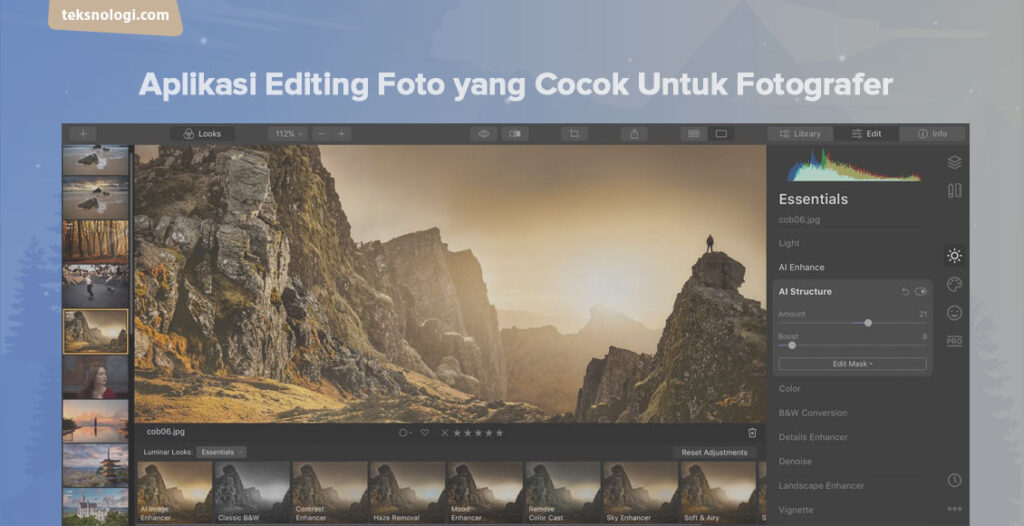 teksnologi.com
Aplikasi Editing Foto yang Cocok Untuk Fotografer
Looks
112%
Library
Edit
Info
Essentials
cob06.jpg
Light
AI Enhance
AI Structure
Amount
21
Boost
8
Edit Mask
PRO
Color
B&W Conversion
Details Enhancer
Denoise
Landscape Enhancer
Vignette
cob06.jpg
Luminar Looks:
Essentials
Reset Adjustments
AI Image
Enhancer
Classic B&W
Contrast
Enhancer
Haze Removal
Mood
Enhancer
Remove
Color Cast
Sky Enhancer
Soft & Airy
S